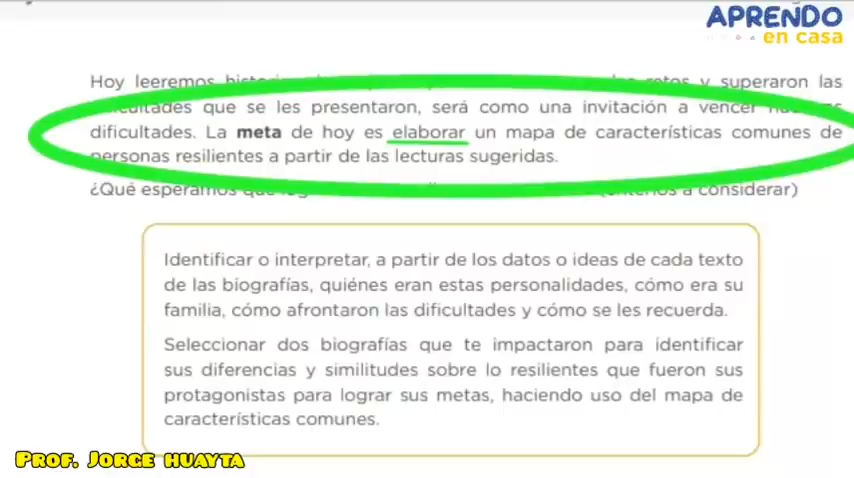 APRENDO
en casa
Hoy leeremos y superaron las
que se les presentaron, será como una invitación a vencer
dificultades. La meta de hoy es elaborar un mapa de características comunes de
personas resilientes a partir de las lecturas sugeridas.
¿Qué esperamos que a considerar)
Identificar o interpretar, a partir de los datos o ideas de cada texto
de las biografías, quiénes eran estas personalidades, cómo era su
familia, cómo afrontaron las dificultades y cómo se les recuerda.
Seleccionar dos biografías que te impactaron para identificar
sus diferencias y similitudes sobre lo resilientes que fueron sus
protagonistas para lograr sus metas, haciendo uso del mapa de
características comunes.
Prof. Jorge huayta